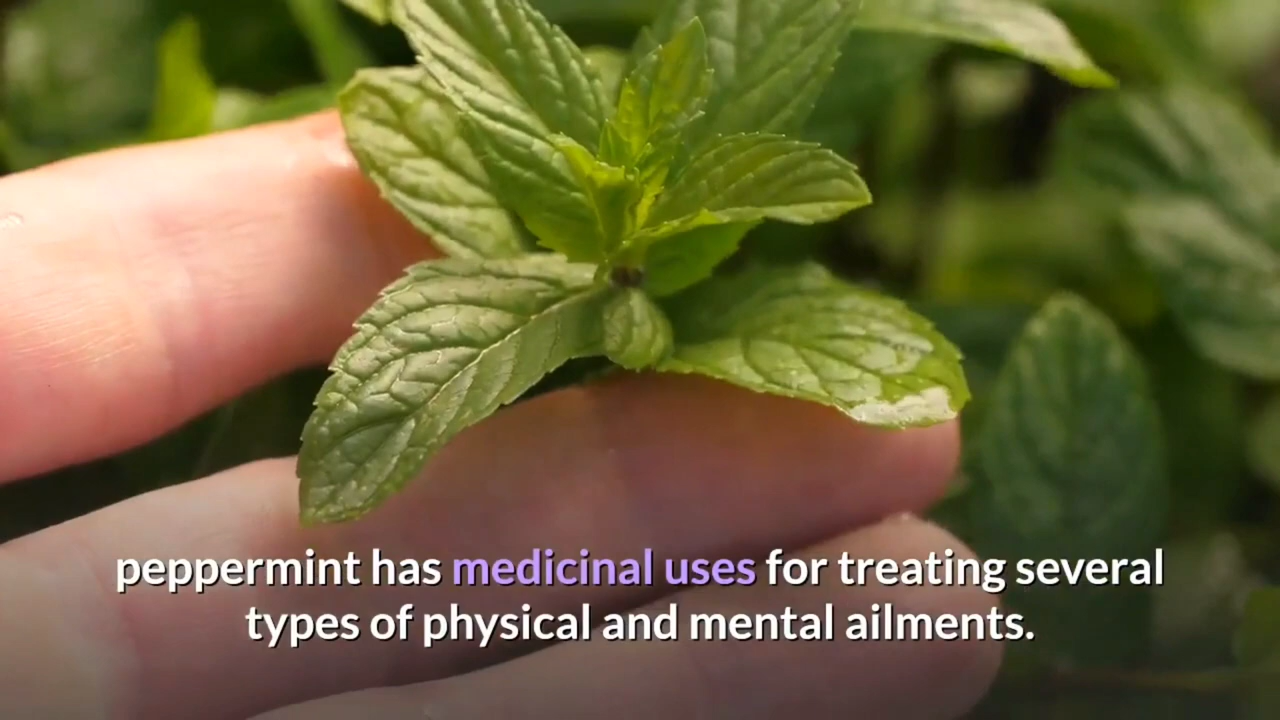 peppermint has medicinal uses for treating several
types of physical and mental ailments.